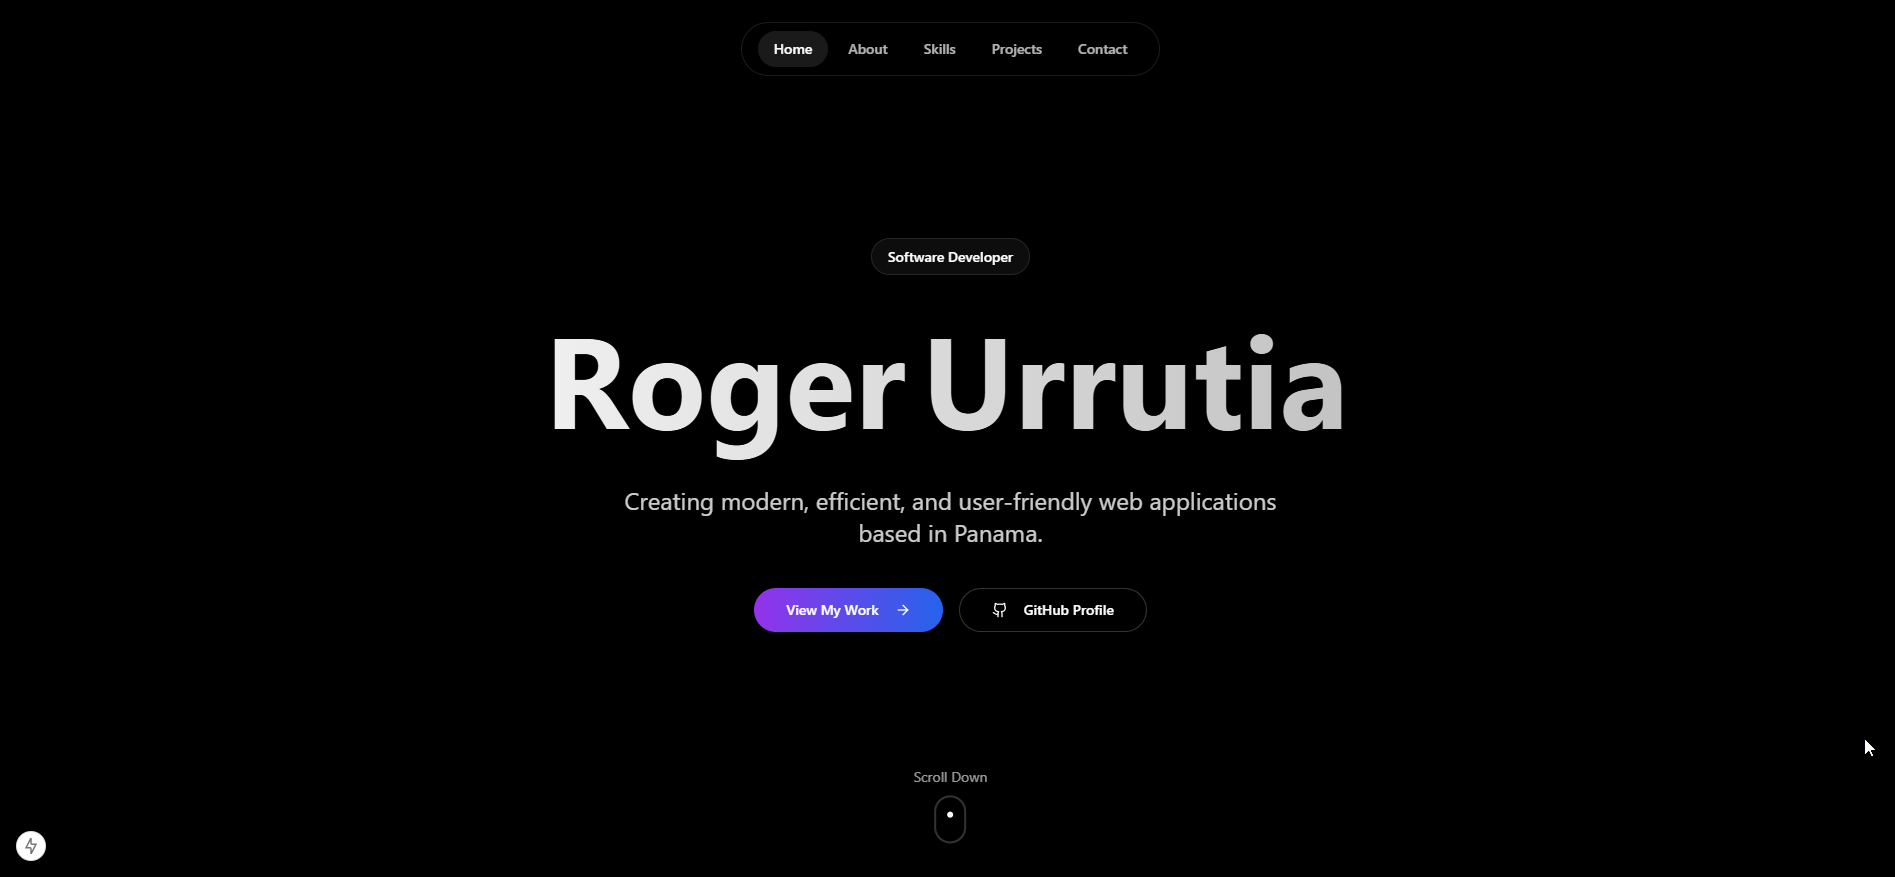 Home About Skills Projects Contact
Software Developer
Roger Urrutia
Creating modern, efficient, and user-friendly web applications
based in Panama.
View My Work GitHub Profile
Scroll Down